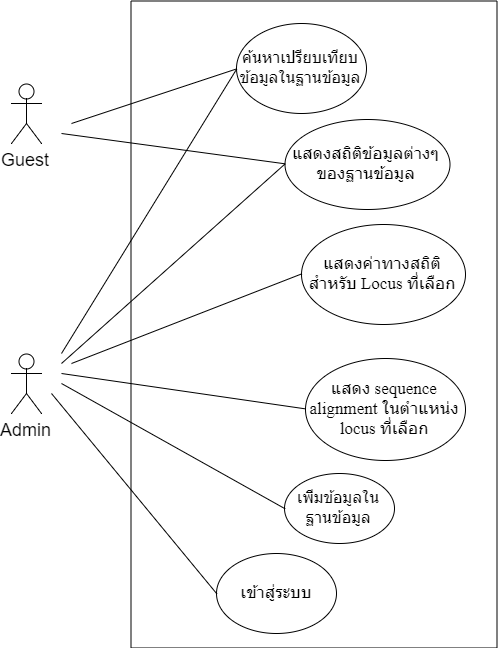 ค้นหาเปรียบเทียบ
ข้อมูลในฐานข้อมูล
Guest
แสดงสถิติข้อมูลต่างๆ
ของฐานข้อมูล
แสดงค่าทางสถิติ
สำหรับ Locus ที่เลือก
Admin
แสดง sequence
alignment ในตำแหน่ง
locus ที่เลือก
เพิ่มข้อมูลใน
ฐานข้อมูล
เข้าสู่ระบบ